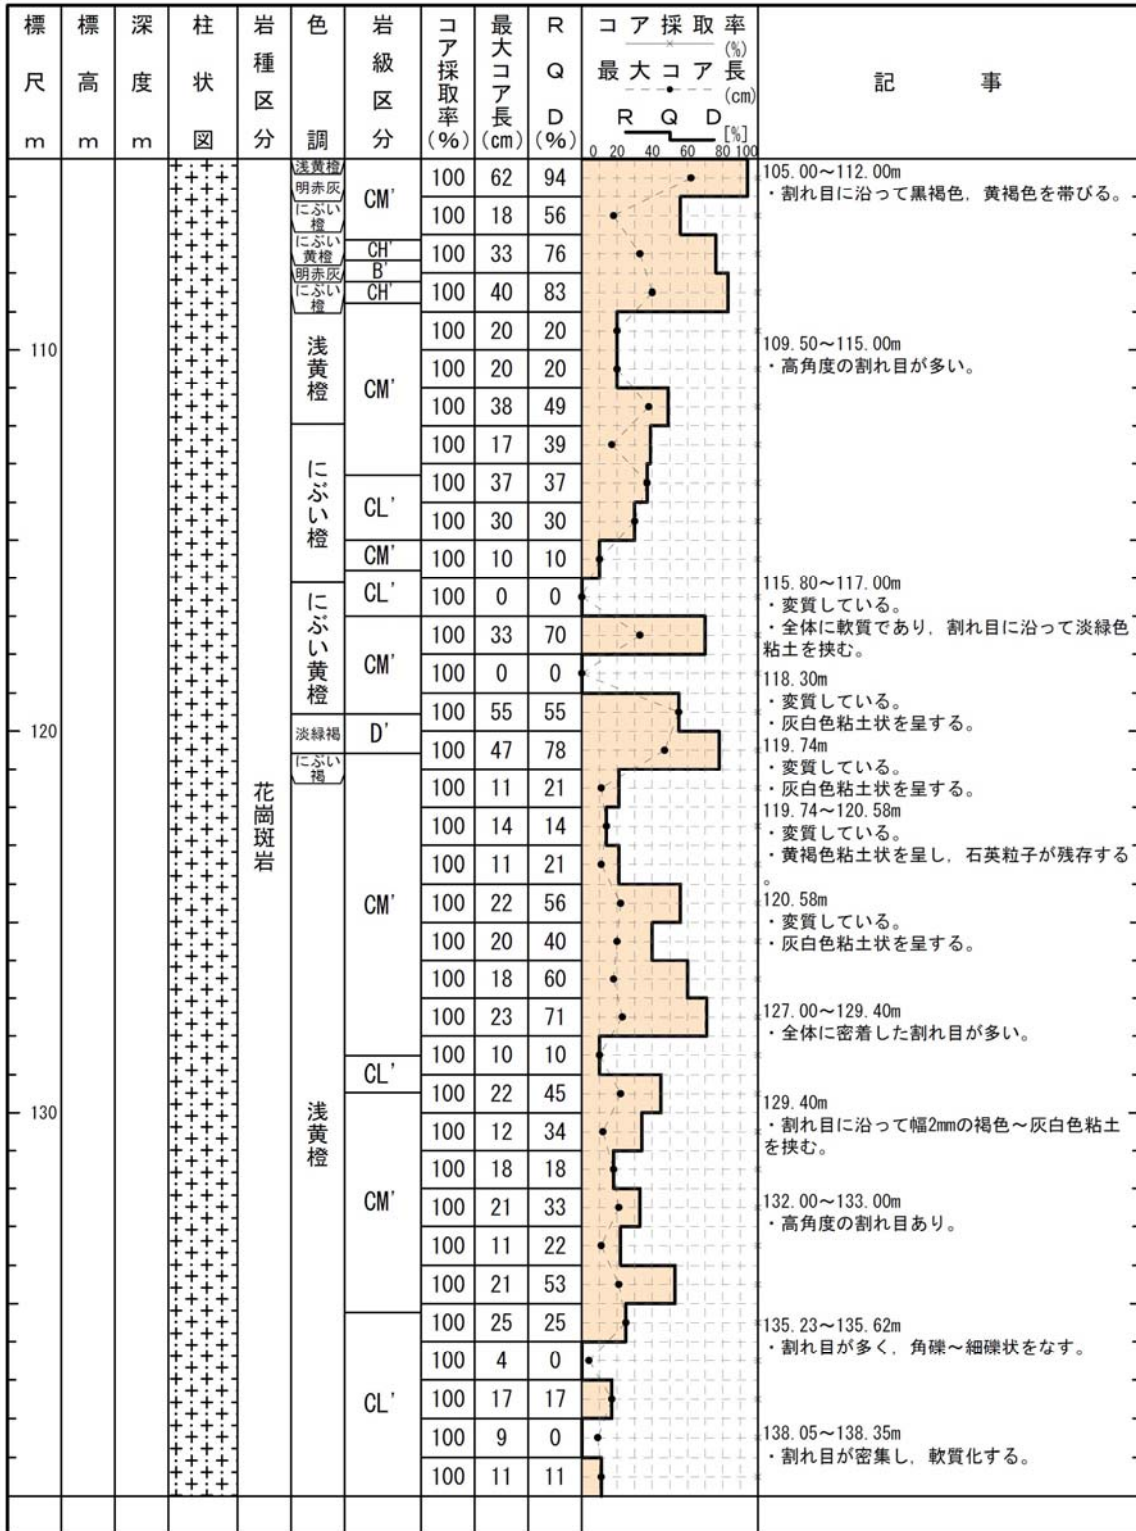 標尺m
標高m
深度m
柱状図
岩種区分
色調
岩級区分
コア採取率(%)
最大コア長(cm)
RQD(%)
コア採取率
(%)
最大コア長
(cm)
RQD
[%]
0 20 40 60 80 100
記事
110
120
130
花崗斑岩
浅黄橙
明赤灰
にぶい橙
にぶい黄橙
明赤灰
にぶい橙
浅黄橙
にぶい橙
にぶい黄橙
淡緑褐
にぶい褐
浅黄橙
CM'
CH'
B'
CH'
CM'
CL'
CM'
CL'
CM'
D'
CM'
CL'
CM'
CL'
100 62 94
100 18 56
100 33 76
100 40 83
100 20 20
100 20 20
100 38 49
100 17 39
100 37 37
100 30 30
100 10 10
100 0 0
100 33 70
100 0 0
100 55 55
100 47 78
100 11 21
100 14 14
100 11 21
100 22 56
100 20 40
100 18 60
100 23 71
100 10 10
100 22 45
100 12 34
100 18 18
100 21 33
100 11 22
100 21 53
100 25 25
100 4 0
100 17 17
100 9 0
100 11 11
105.00～112.00m
・割れ目に沿って黒褐色，黄褐色を帯びる。
109.50～115.00m
・高角度の割れ目が多い。
115.80～117.00m
・変質している。
・全体に軟質であり，割れ目に沿って淡緑色
粘土を挟む。
118.30m
・変質している。
・灰白色粘土状を呈する。
119.74m
・変質している。
・灰白色粘土状を呈する。
119.74～120.58m
・変質している。
・黄褐色粘土状を呈し，石英粒子が残存する
。
120.58m
・変質している。
・灰白色粘土状を呈する。
127.00～129.40m
・全体に密着した割れ目が多い。
129.40m
・割れ目に沿って幅2mmの褐色～灰白色粘土
を挟む。
132.00～133.00m
・高角度の割れ目あり。
135.23～135.62m
・割れ目が多く，角礫～細礫状をなす。
138.05～138.35m
・割れ目が密集し，軟質化する。